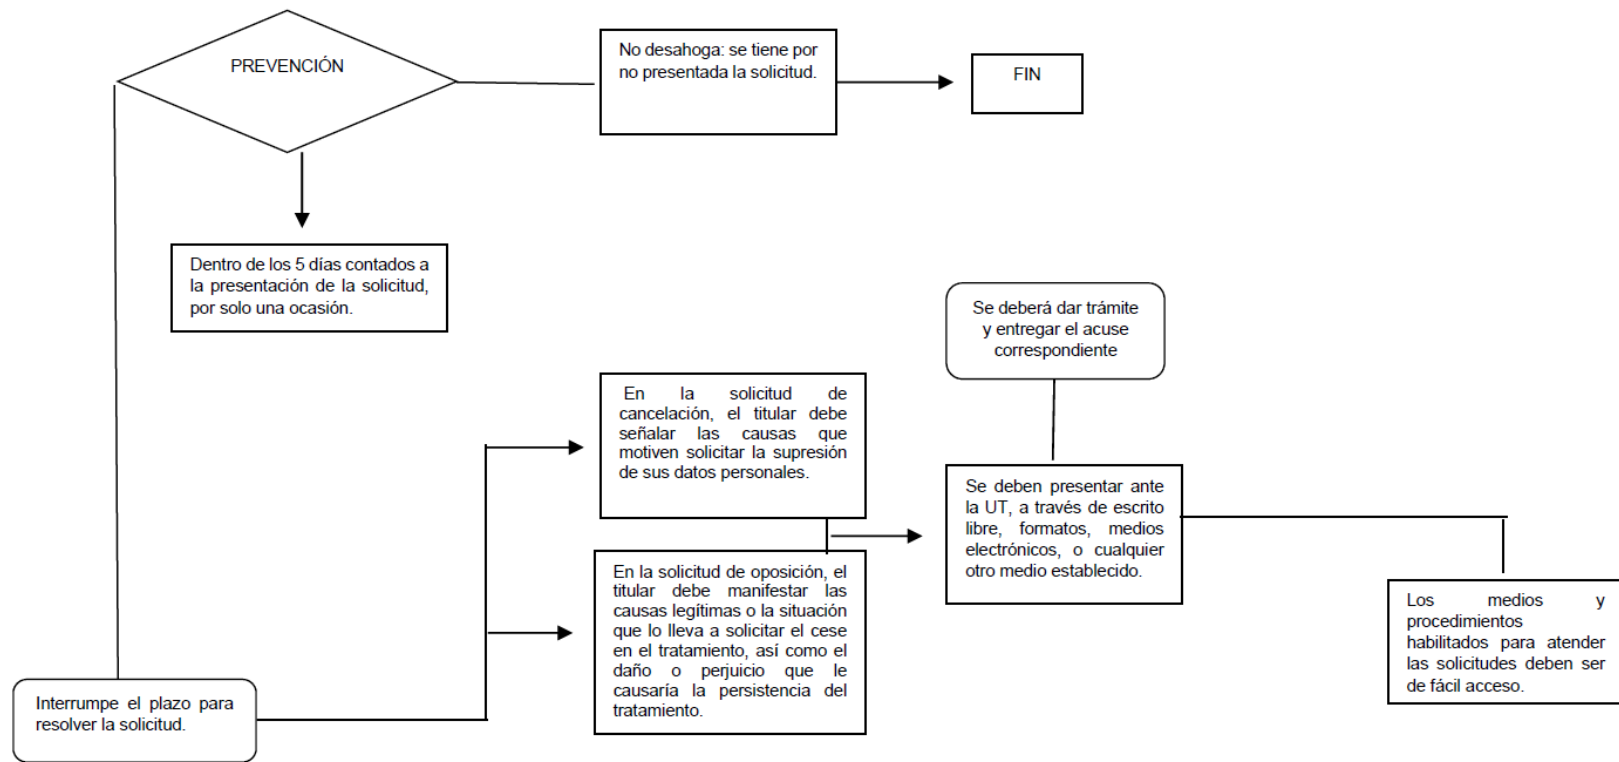 PREVENCIÓN
No desahoga: se tiene por
no presentada la solicitud.
FIN
Dentro de los 5 días contados a
la presentación de la solicitud,
por solo una ocasión.
Se deberá dar trámite
y entregar el acuse
correspondiente
En la solicitud de
cancelación, el titular debe
señalar las causas que
motiven solicitar la supresión
de sus datos personales.
Se deben presentar ante
la UT, a través de escrito
libre, formatos, medios
electrónicos, o cualquier
otro medio establecido.
En la solicitud de oposición, el
titular debe manifestar las
causas legítimas o la situación
que lo lleva a solicitar el cese
en el tratamiento, así como el
daño o perjuicio que le
causaría la persistencia del
tratamiento.
Los medios y
procedimientos
habilitados para atender
las solicitudes deben ser
de fácil acceso.
Interrumpe el plazo para
resolver la solicitud.